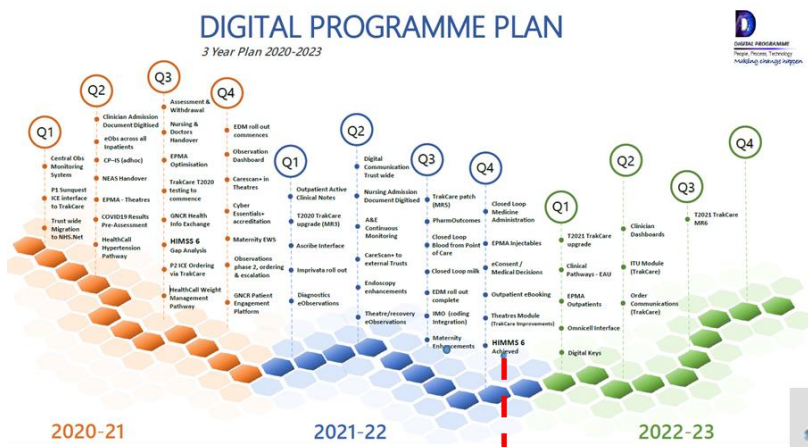 DIGITAL PROGRAMME PLAN
3 Year Plan 2020-2023
D
DIGITAL PROGRAMME
People, Process, Technology
Making change happen
Q1
Central Obs
Monitoring
System
P1 Sunquest
ICE interface
to TrakCare
Trust wide
Migration
to NHS.Net
Q2
Clinician Admission
Document Digitised
eObs across all
Inpatients
CP-IS (adhoc)
NEAS Handover
EPMA - Theatres
COVID19 Results
Pre-Assessment
HealthCall
Hypertension
Pathway
Q3
Assessment &
Withdrawal
Nursing &
Doctors
Handover
EPMA
Optimisation
TrakCare T2020
testing to
commence
GNCR Health
Info Exchange
HIMSS 6
Gap Analysis
P2 ICE Ordering
via TrakCare
HealthCall Weight
Management
Pathway
Q4
EDM roll out
commences
Observation
Dashboard
Carescan+ in
Theatres
Cyber
Essentials+
accreditation
Maternity EWS
Observations
phase 2, ordering
& escalation
GNCR Patient
Engagement
Platform
Q1
Outpatient Active
Clinical Notes
T2020 TrakCare
upgrade (MR3)
Ascribe Interface
Imprivata roll out
Diagnostics
eObservations
Q2
Digital
Communication
Trust wide
Nursing Admission
Document Digitised
A&E
Continuous
Monitoring
CareScan+ to
external Trusts
Endoscopy
enhancements
Theatre/recovery
eObservations
Q3
TrakCare patch
(MR5)
PharmOutcomes
Closed Loop
Blood from Point
of Care
Closed Loop milk
EDM roll out
complete
IMO (coding
Integration)
Maternity
Enhancements
Q4
Closed Loop
Medicine
Administration
EPMA Injectables
eConsent /
Medical Decisions
Outpatient eBooking
Theatres Module
(TrakCare Improvements)
HIMMS 6
Achieved
Q1
T2021 TrakCare
upgrade
Clinical
Pathways - EAU
EPMA
Outpatients
Omnicell Interface
Digital Keys
Q2
Clinician
Dashboards
ITU Module
(TrakCare)
Order
Communications
(TrakCare)
Q3
T2021 TrakCare
MR6
Q4
2020-21
2021-22
2022-23